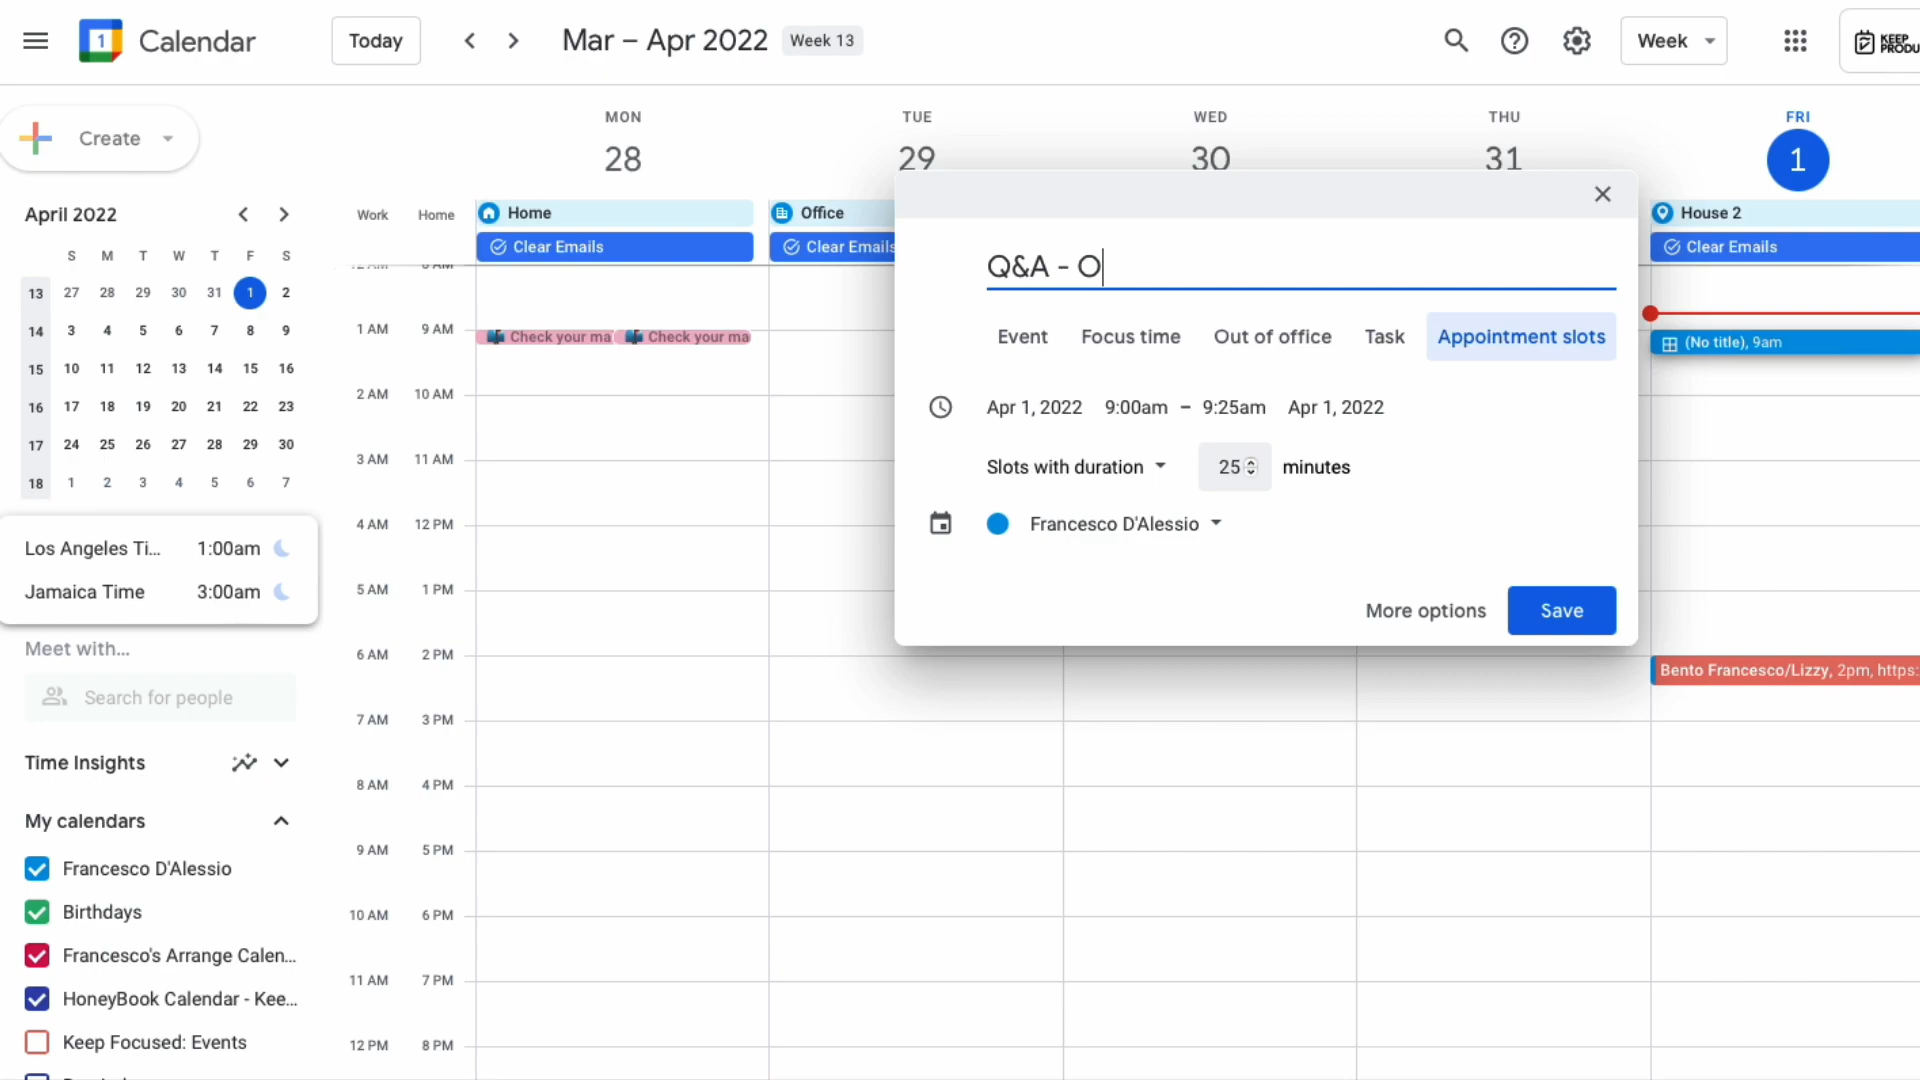 1 Calendar Today Mar – Apr 2022 Week 13 Week KEEP
Create
MON TUE WED THU FRI
28 29 30 31 1
April 2022
Work Home Home Office House 2
Clear Emails Clear Emails Clear Emails
S M T W T F S
13 27 28 29 30 31 1 2
14 3 4 5 6 7 8 9
15 10 11 12 13 14 15 16
16 17 18 19 20 21 22 23
17 24 25 26 27 28 29 30
18 1 2 3 4 5 6 7
Los Angeles Ti... 1:00am
Jamaica Time 3:00am
Meet with...
Search for people
Time Insights
My calendars
Francesco D'Alessio
Birthdays
Francesco's Arrange Calen...
HoneyBook Calendar - Kee...
Keep Focused: Events
1 AM 9 AM Check your ma Check your ma
2 AM 10 AM
3 AM 11 AM
4 AM 12 PM
5 AM 1 PM
6 AM 2 PM
7 AM 3 PM
8 AM 4 PM
9 AM 5 PM
10 AM 6 PM
11 AM 7 PM
12 PM 8 PM
Q&A - O
Event Focus time Out of office Task Appointment slots
Apr 1, 2022 9:00am – 9:25am Apr 1, 2022
Slots with duration 25 minutes
Francesco D'Alessio
More options Save
(No title), 9am
Bento Francesco/Lizzy, 2pm, https: